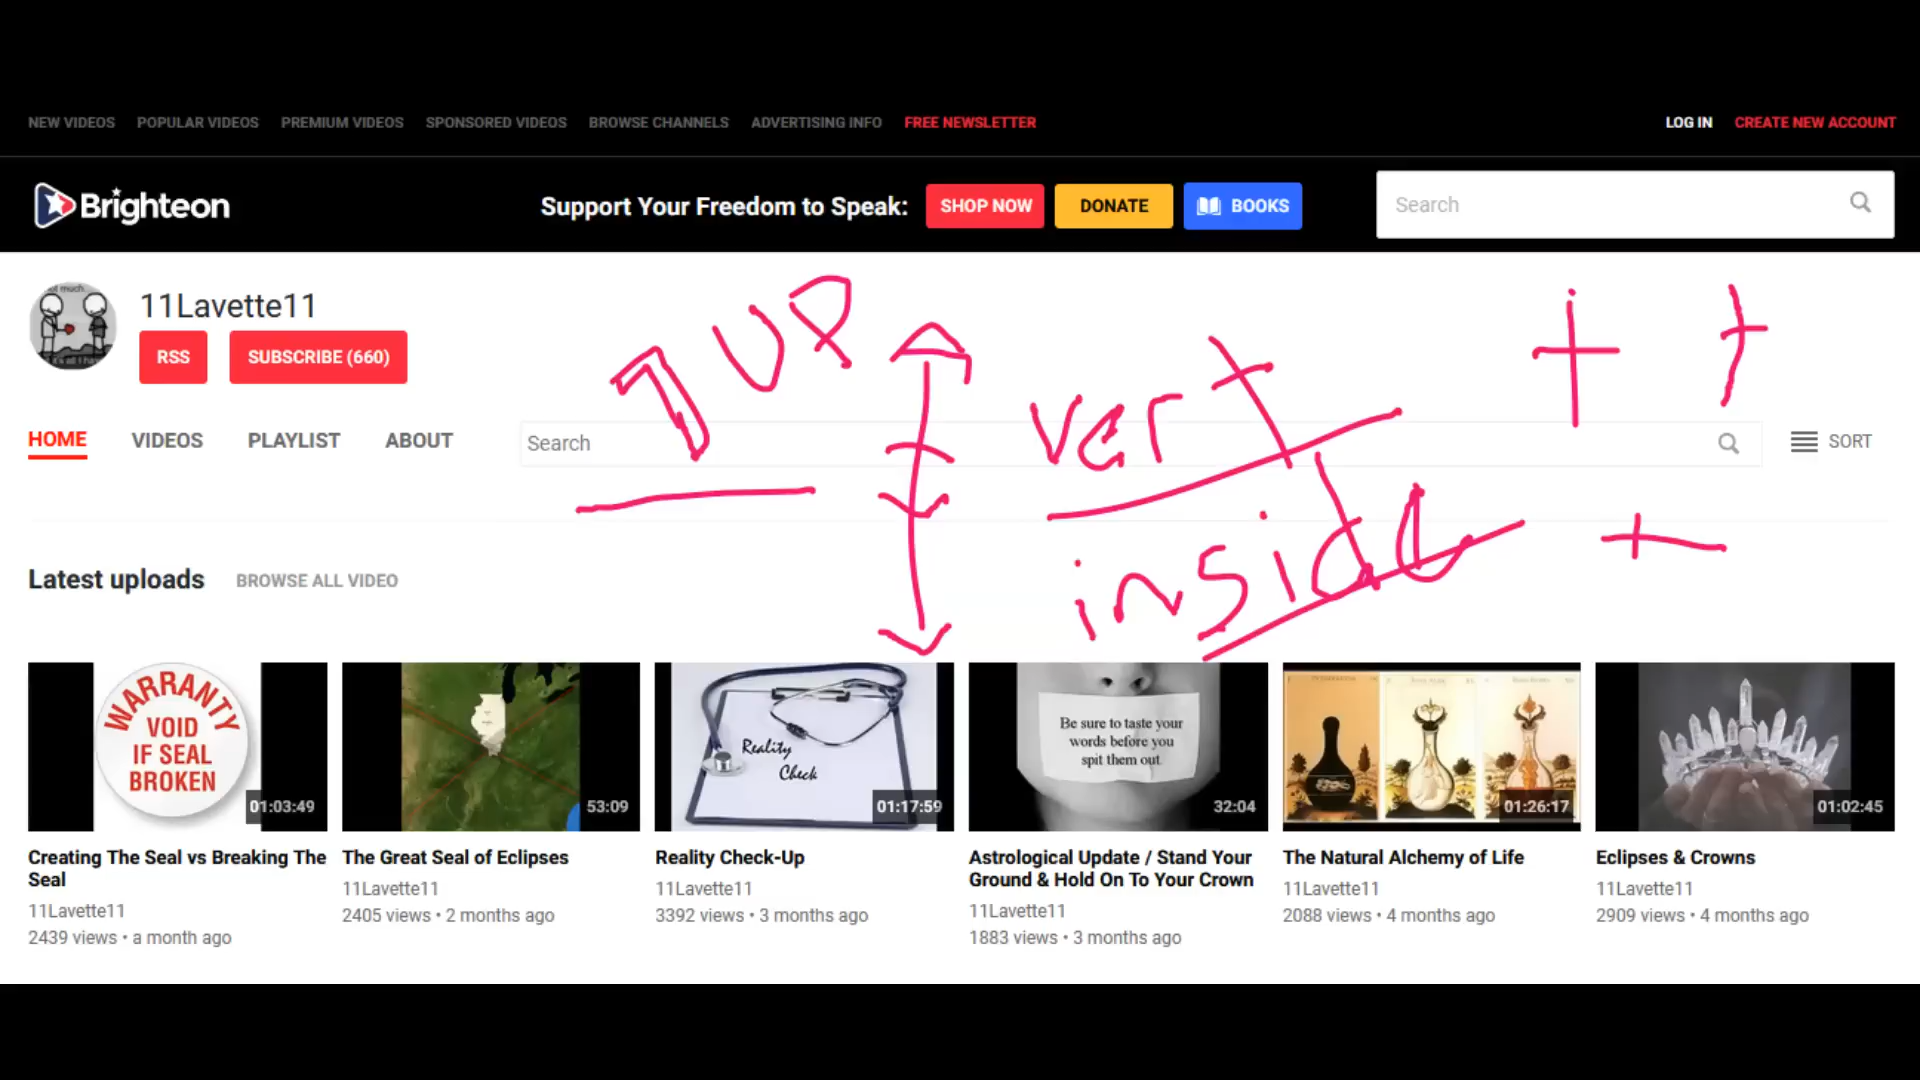 NEW VIDEOS POPULAR VIDEOS PREMIUM VIDEOS SPONSORED VIDEOS BROWSE CHANNELS ADVERTISING INFO FREE NEWSLETTER LOG IN CREATE NEW ACCOUNT
Brighteon Support Your Freedom to Speak: SHOP NOW DONATE BOOKS Search
11Lavette11
RSS SUBSCRIBE (660)
7 UP
vert
inside
HOME VIDEOS PLAYLIST ABOUT Search SORT
Latest uploads BROWSE ALL VIDEO
WARRANTY
VOID
IF SEAL
BROKEN
01:03:49
53:09
Reality
Check
01:17:59
Be sure to taste your
words before you
spit them out
32:04
01:26:17
01:02:45
Creating The Seal vs Breaking The
Seal
11Lavette11
2439 views • a month ago
The Great Seal of Eclipses
11Lavette11
2405 views • 2 months ago
Reality Check-Up
11Lavette11
3392 views • 3 months ago
Astrological Update / Stand Your
Ground & Hold On To Your Crown
11Lavette11
1883 views • 3 months ago
The Natural Alchemy of Life
11Lavette11
2088 views • 4 months ago
Eclipses & Crowns
11Lavette11
2909 views • 4 months ago